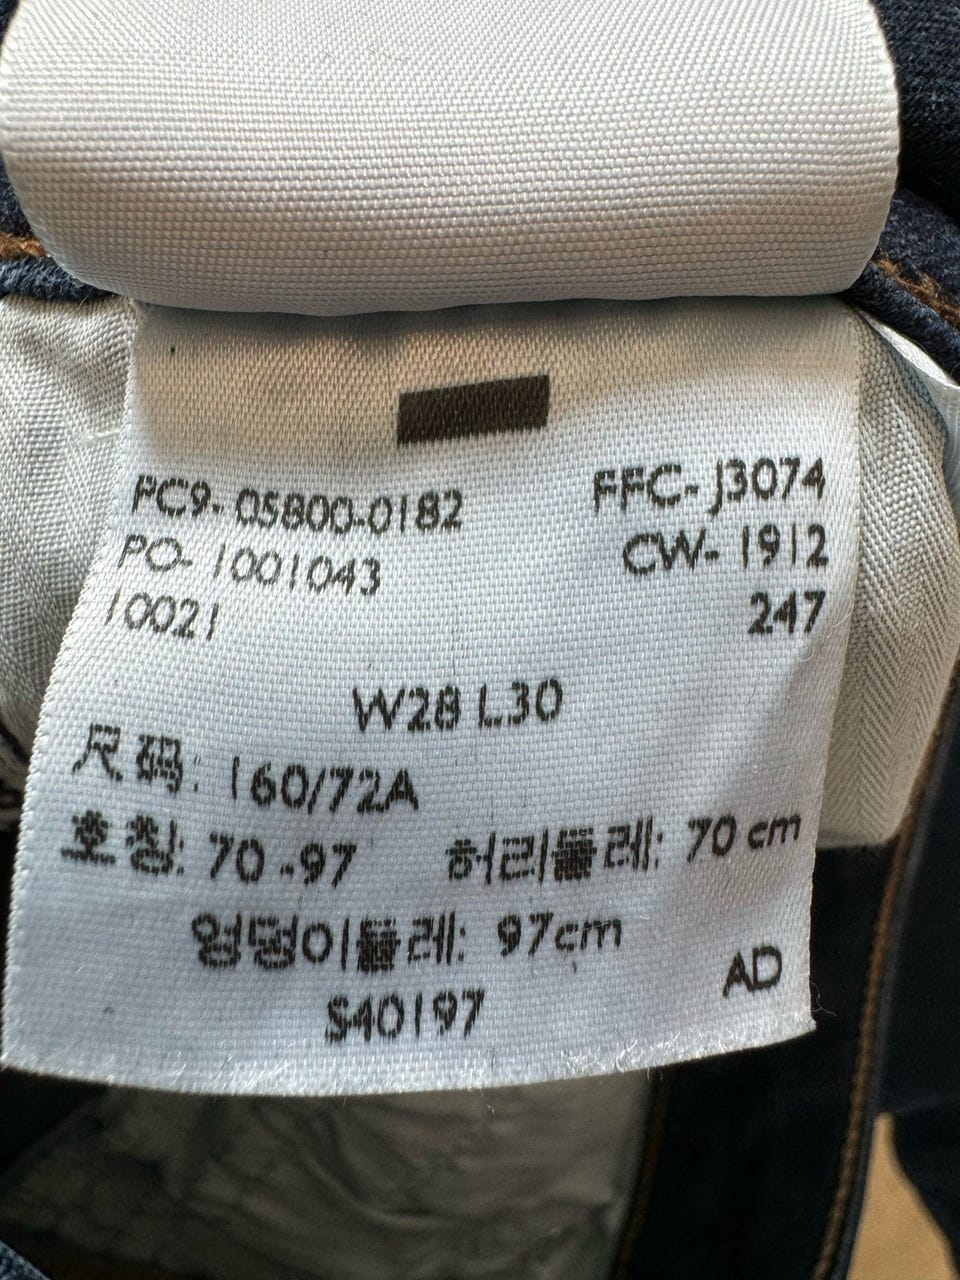 PC9-05800-0182 FFC-J3074
PO-1001043 CW-1912
10021 247
W28 L30
尺码: 160/72A
호칭: 70-97 허리둘레: 70 cm
엉덩이둘레: 97cm
AD
S40197